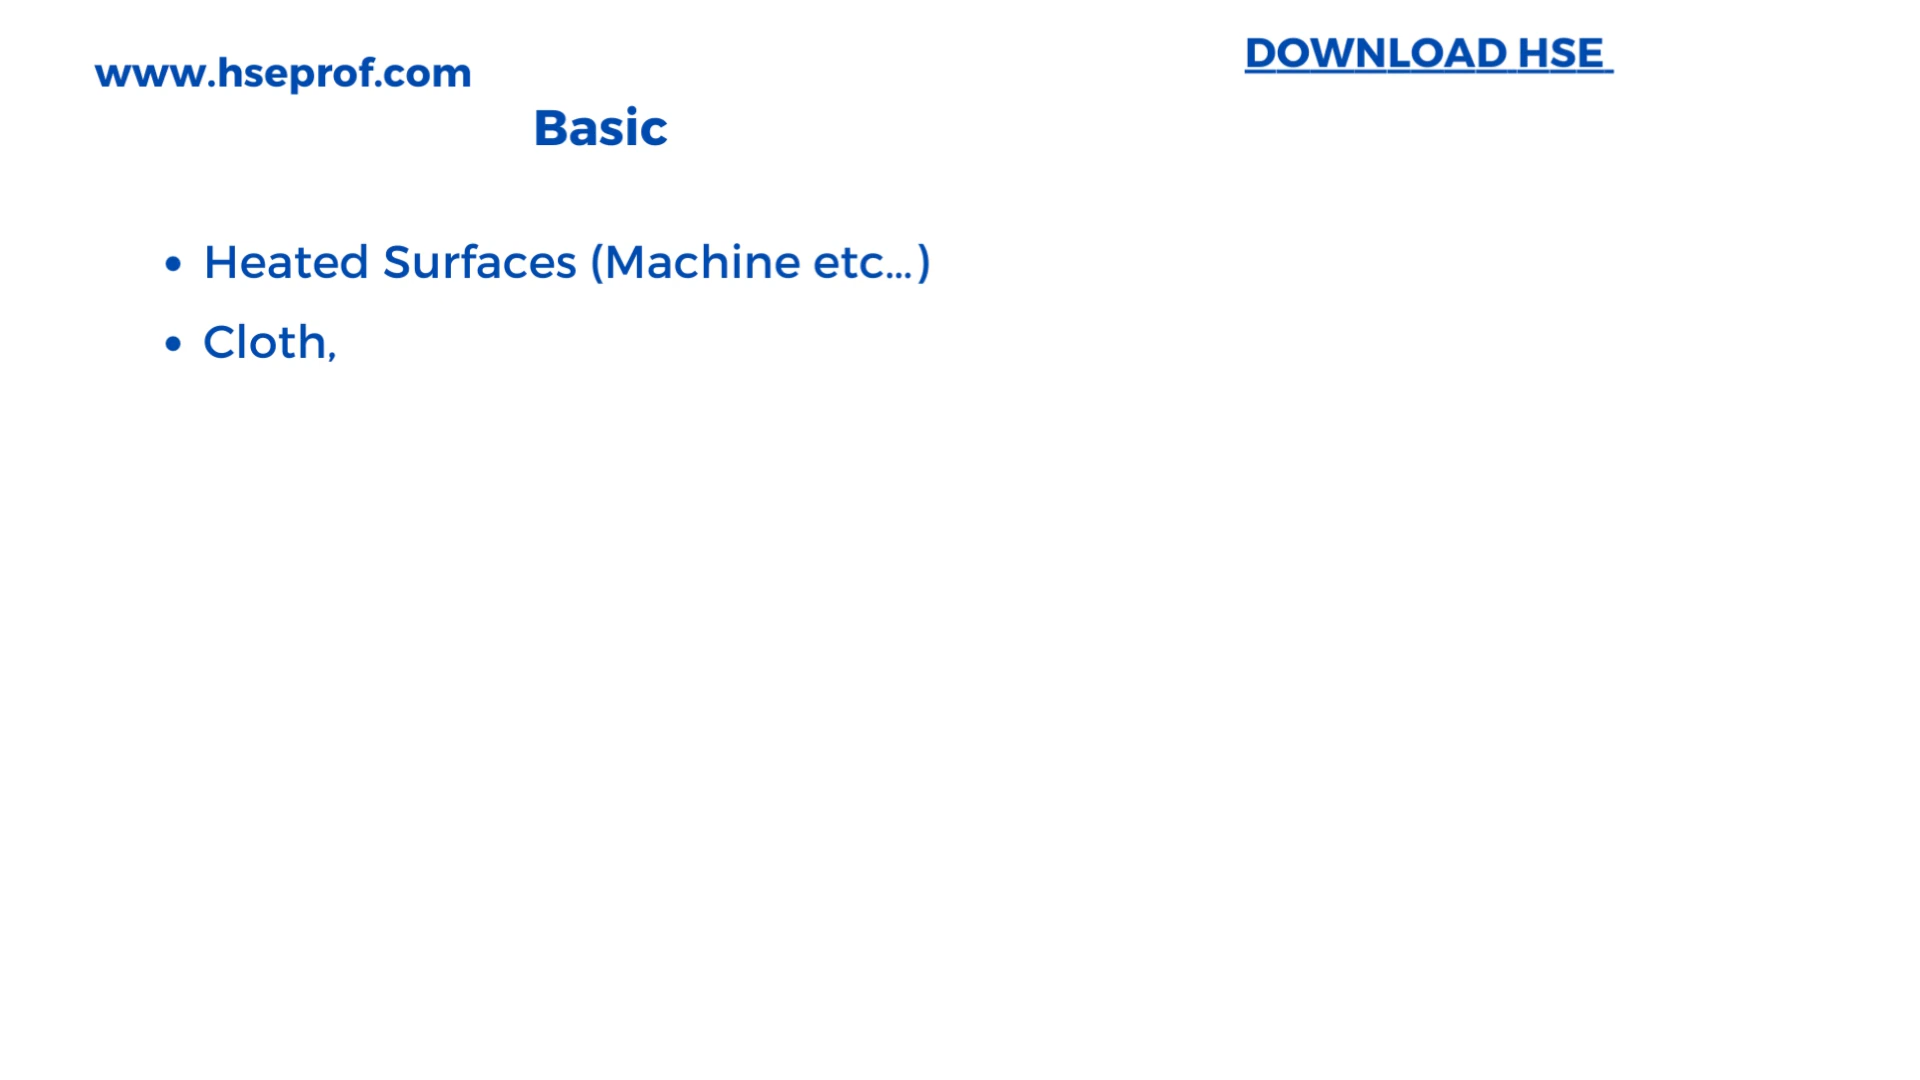 www.hseprof.com
DOWNLOAD HSE
Basic
• Heated Surfaces (Machine etc...)
• Cloth,